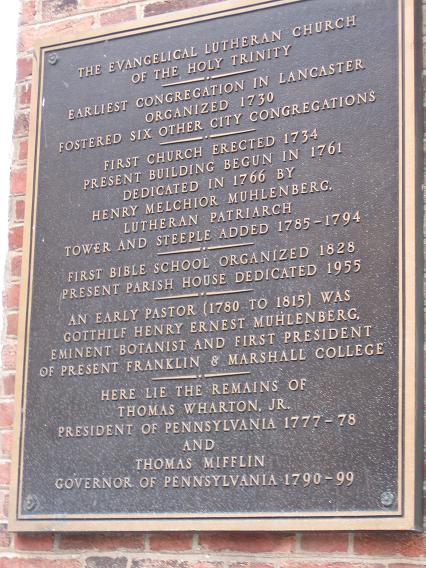 THE EVANGELICAL LUTHERAN CHURCH
OF THE HOLY TRINITY
EARLIEST CONGREGATION IN LANCASTER
ORGANIZED 1730
FOSTERED SIX OTHER CITY CONGREGATIONS
FIRST CHURCH ERECTED 1734
PRESENT BUILDING BEGUN IN 1761
DEDICATED IN 1766 BY
HENRY MELCHIOR MUHLENBERG,
LUTHERAN PATRIARCH
TOWER AND STEEPLE ADDED 1785-1794
FIRST BIBLE SCHOOL ORGANIZED 1828
PRESENT PARISH HOUSE DEDICATED 1955
AN EARLY PASTOR (1780 TO 1815) WAS
GOTTHILF HENRY ERNEST MUHLENBERG,
EMINENT BOTANIST AND FIRST PRESIDENT
OF PRESENT FRANKLIN & MARSHALL COLLEGE
HERE LIE THE REMAINS OF
THOMAS WHARTON, JR.
PRESIDENT OF PENNSYLVANIA 1777-78
AND
THOMAS MIFFLIN
GOVERNOR OF PENNSYLVANIA 1790-99